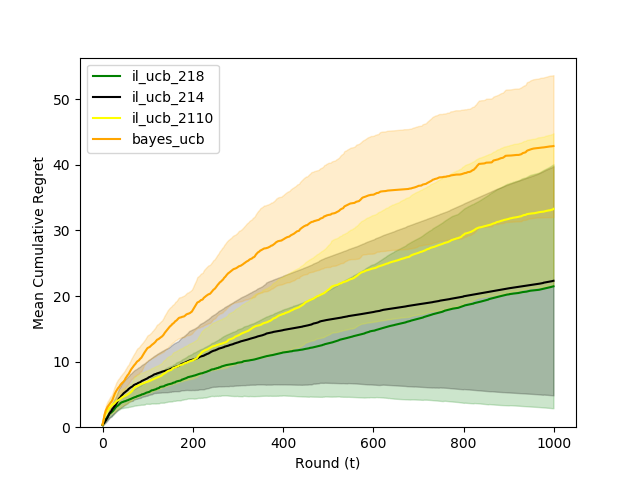 il_ucb_218
il_ucb_214
il_ucb_2110
bayes_ucb
Mean Cumulative Regret
50
40
30
20
10
0
0 200 400 600 800 1000
Round (t)